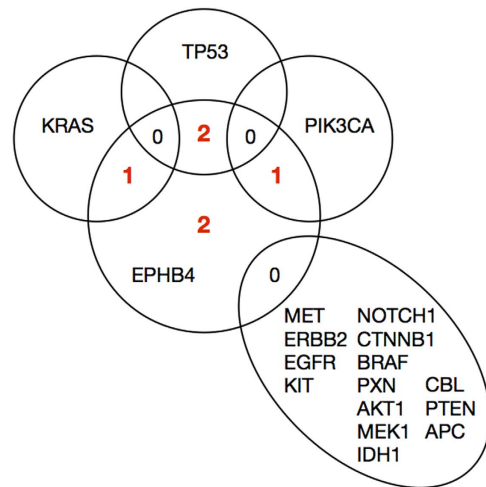 TP53
KRAS
PIK3CA
0 2 0
1 1
2
EPHB4
0
MET NOTCH1
ERBB2 CTNNB1
EGFR BRAF
KIT PXN CBL
AKT1 PTEN
MEK1 APC
IDH1